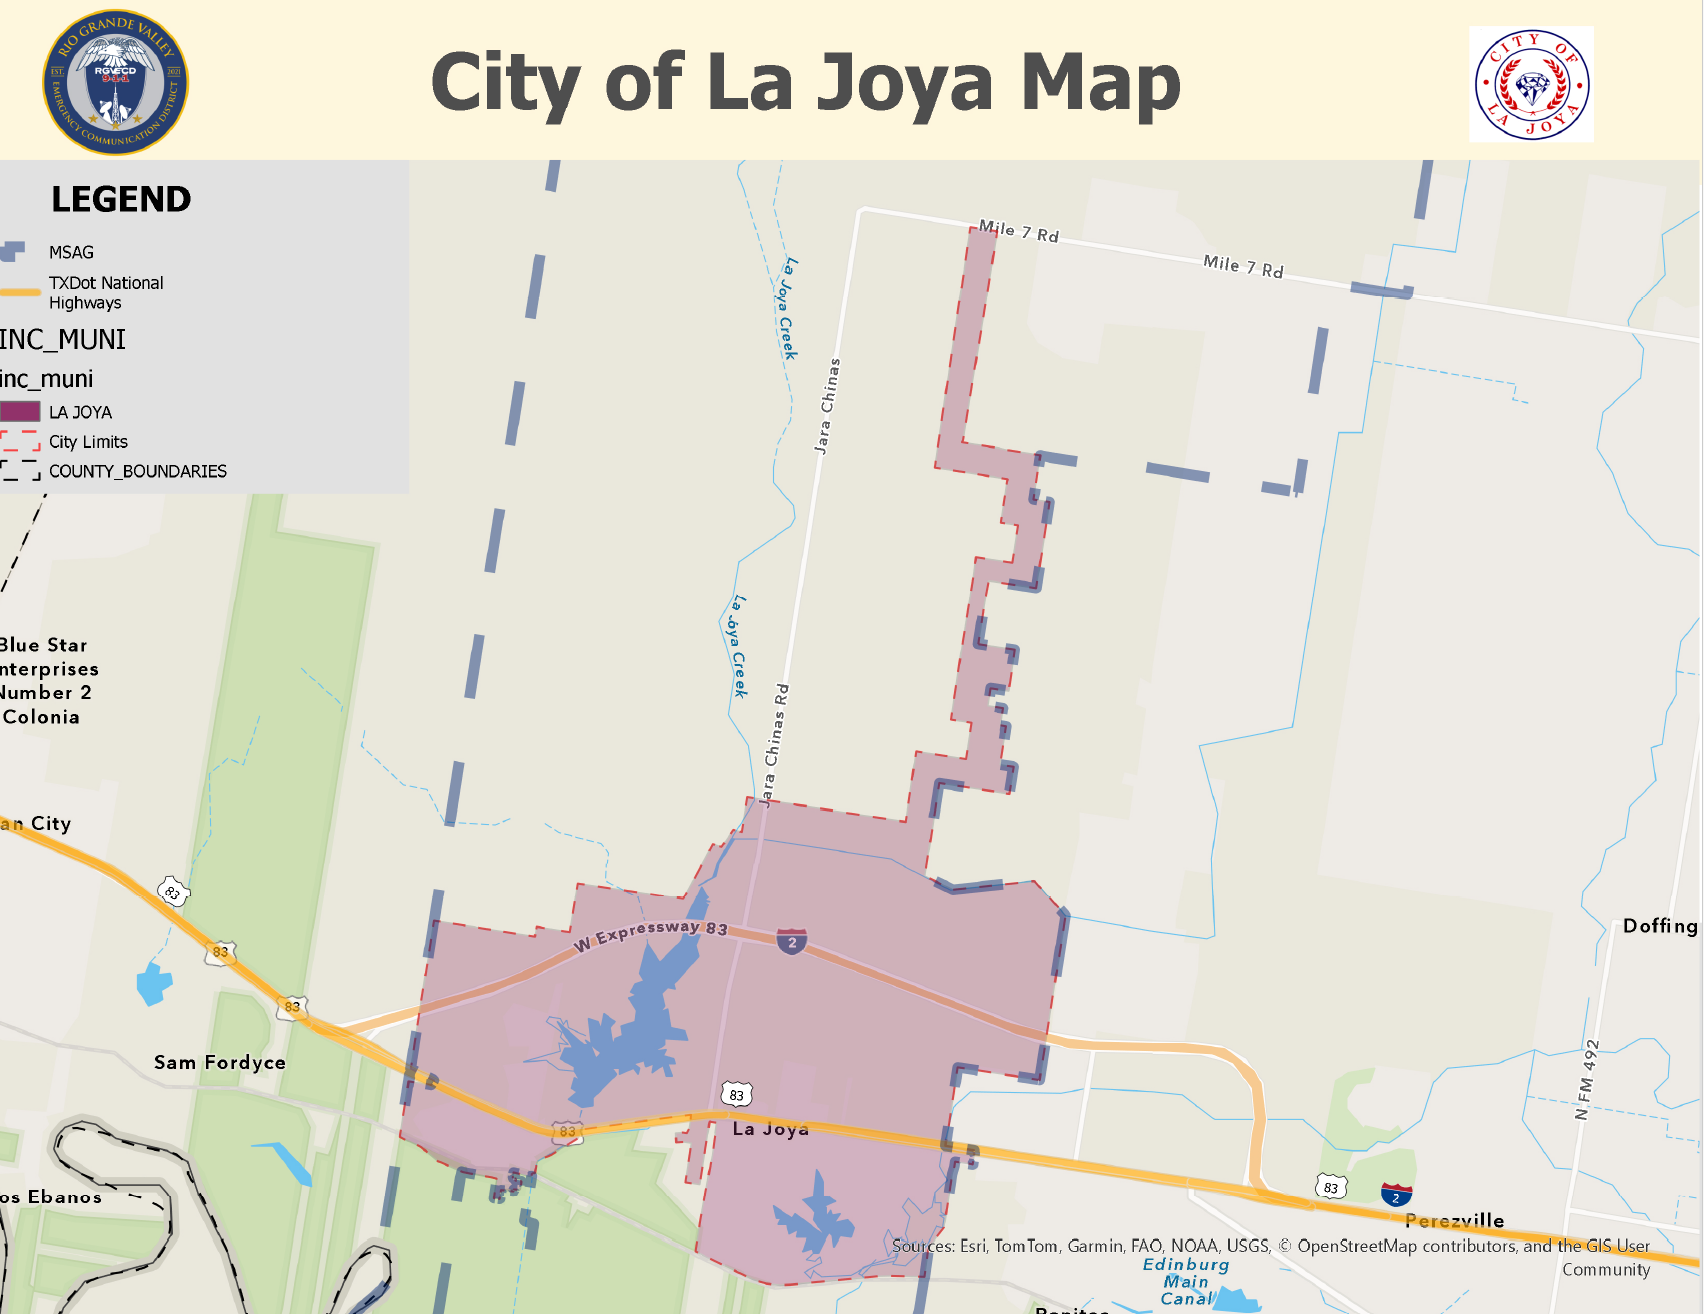 RIO GRANDE VALLEY
EST.
2021
RGVECD
9-1-1
EMERGENCY COMMUNICATION DISTRICT
City of La Joya Map
CITY OF
LA JOYA
LEGEND
MSAG
TXDot National
Highways
INC_MUNI
inc_muni
LA JOYA
City Limits
COUNTY_BOUNDARIES
Mile 7 Rd
Mile 7 Rd
La Joya Creek
Jara Chinas
La Joya Creek
Jara Chinas Rd
Blue Star
nterprises
Number 2
Colonia
an City
83
83
83
W Expressway 83
2
Doffing
Sam Fordyce
N FM 492
83
83
La Joya
os Ebanos
83
2
Perezville
Sources: Esri, TomTom, Garmin, FAO, NOAA, USGS, © OpenStreetMap contributors, and the GIS User
Community
Edinburg
Main
Canal